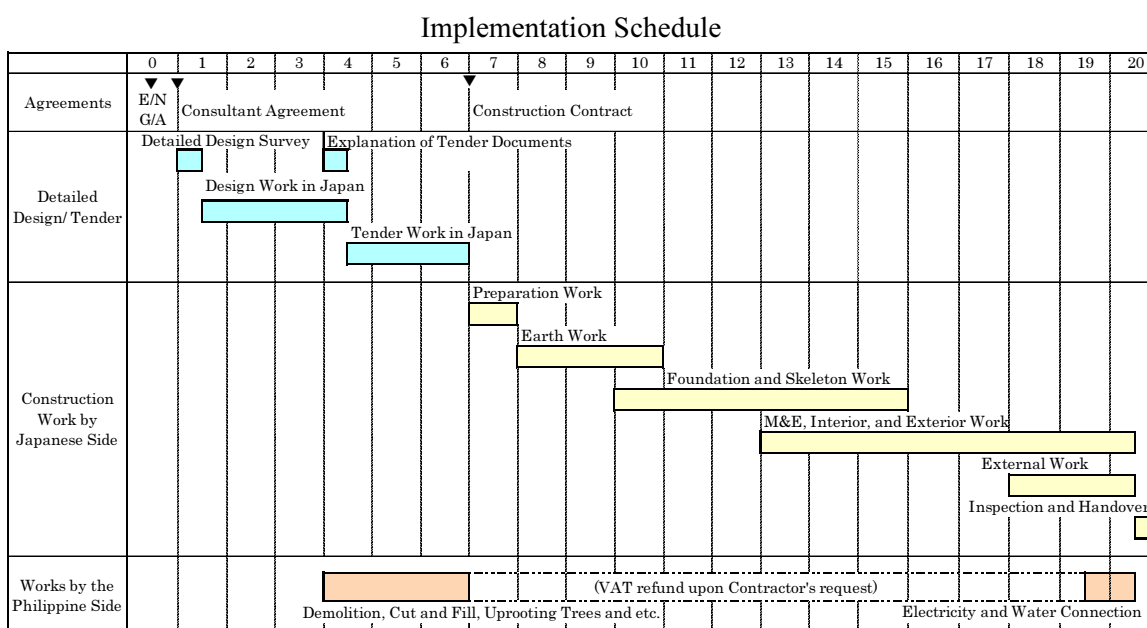 Implementation Schedule
0 1 2 3 4 5 6 7 8 9 10 11 12 13 14 15 16 17 18 19 20
Agreements
E/N
G/A
Consultant Agreement
Construction Contract
Detailed
Design/ Tender
Detailed Design Survey
Explanation of Tender Documents
Design Work in Japan
Tender Work in Japan
Construction
Work by
Japanese Side
Preparation Work
Earth Work
Foundation and Skeleton Work
M&E, Interior, and Exterior Work
External Work
Inspection and Handover
Works by the
Philippine Side
(VAT refund upon Contractor's request)
Demolition, Cut and Fill, Uprooting Trees and etc.
Electricity and Water Connection